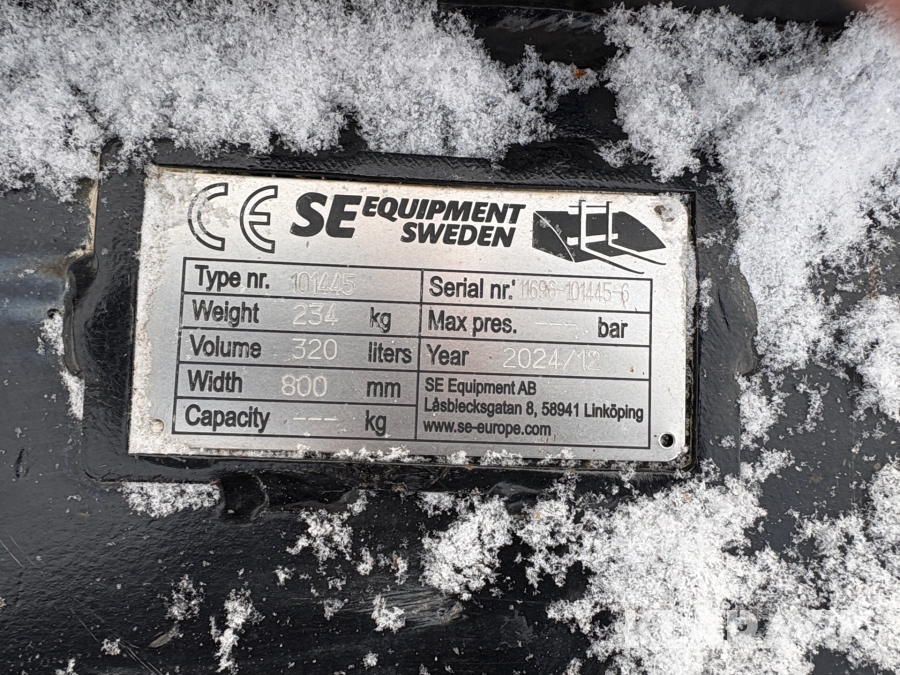 CE SE EQUIPMENT
SWEDEN
Type nr. 101445
Serial nr. 11696-101445-6
Weight 234 kg
Max pres. --- bar
Volume 320 liters
Year 2024/12
Width 800 mm
SE Equipment AB
Låsblecksgatan 8, 58941 Linköping
Capacity --- kg
www.se-europe.com